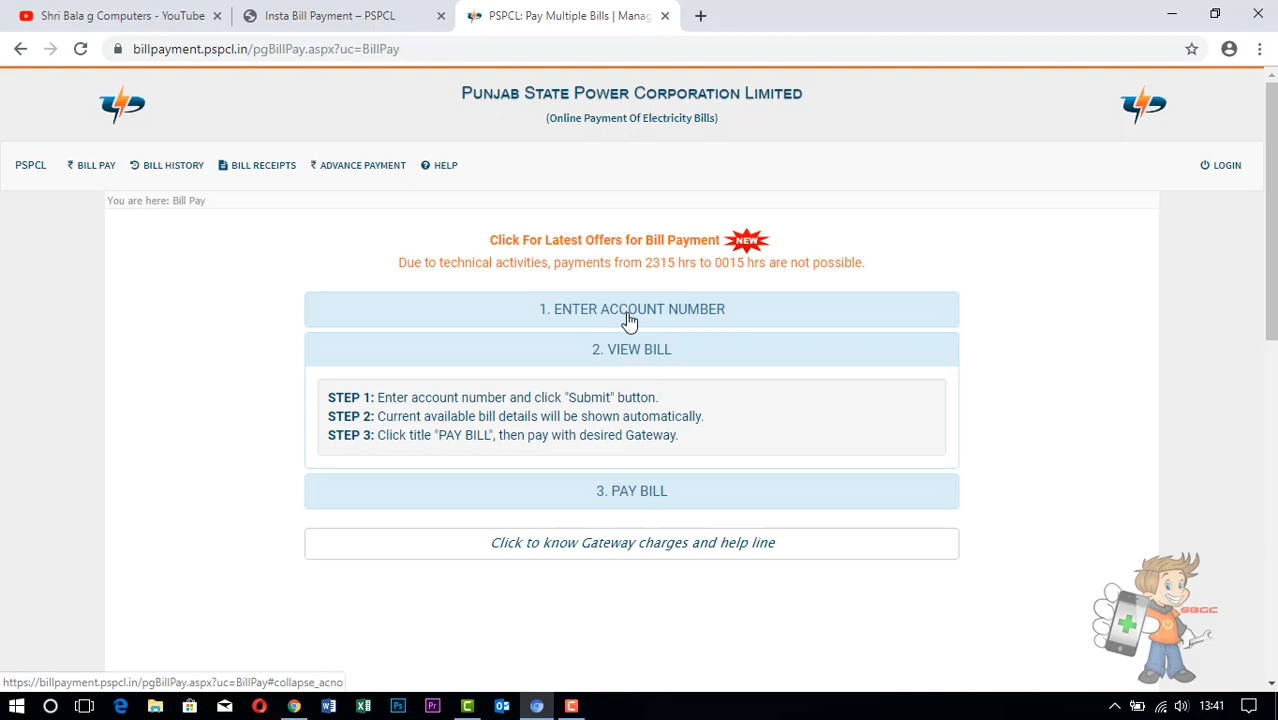 Shri Bala g Computers - YouTube
Insta Bill Payment – PSPCL
PSPCL: Pay Multiple Bills | Manag
billpayment.pspcl.in/pgBillPay.aspx?uc=BillPay
PUNJAB STATE POWER CORPORATION LIMITED
(Online Payment Of Electricity Bills)
PSPCL
₹ BILL PAY
BILL HISTORY
BILL RECEIPTS
₹ ADVANCE PAYMENT
HELP
LOGIN
You are here: Bill Pay
Click For Latest Offers for Bill Payment NEW
Due to technical activities, payments from 2315 hrs to 0015 hrs are not possible.
1. ENTER ACCOUNT NUMBER
2. VIEW BILL
STEP 1: Enter account number and click "Submit" button.
STEP 2: Current available bill details will be shown automatically.
STEP 3: Click title "PAY BILL", then pay with desired Gateway.
3. PAY BILL
Click to know Gateway charges and help line
SBGC
https://billpayment.pspcl.in/pgBillPay.aspx?uc=BillPay#collapse_acno
13:41